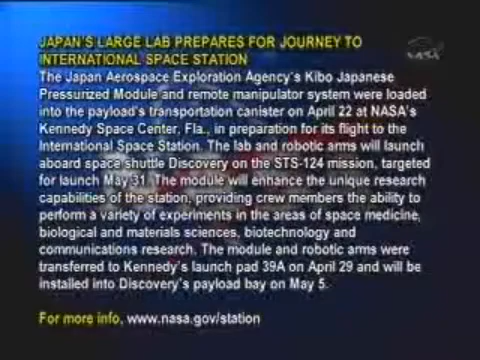 JAPAN'S LARGE LAB PREPARES FOR JOURNEY TO
INTERNATIONAL SPACE STATION
NASA
The Japan Aerospace Exploration Agency's Kibo Japanese
Pressurized Module and remote manipulator system were loaded
into the payload's transportation canister on April 22 at NASA's
Kennedy Space Center, Fla., in preparation for its flight to the
International Space Station. The lab and robotic arms will launch
aboard space shuttle Discovery on the STS-124 mission, targeted
for launch May 31. The module will enhance the unique research
capabilities of the station, providing crew members the ability to
perform a variety of experiments in the areas of space medicine,
biological and materials sciences, biotechnology and
communications research. The module and robotic arms were
transferred to Kennedy's launch pad 39A on April 29 and will be
installed into Discovery's payload bay on May 5.
For more info, www.nasa.gov/station